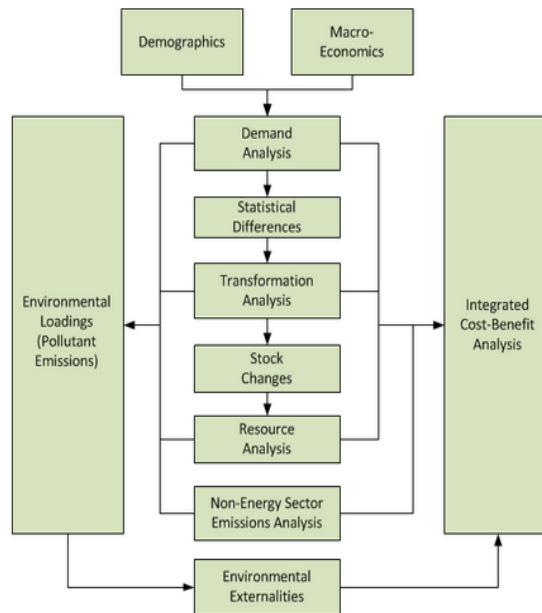 Demographics
Macro-
Economics
Demand
Analysis
Statistical
Differences
Transformation
Analysis
Environmental
Loadings
(Pollutant
Emissions)
Integrated
Cost-Benefit
Analysis
Stock
Changes
Resource
Analysis
Non-Energy Sector
Emissions Analysis
Environmental
Externalities